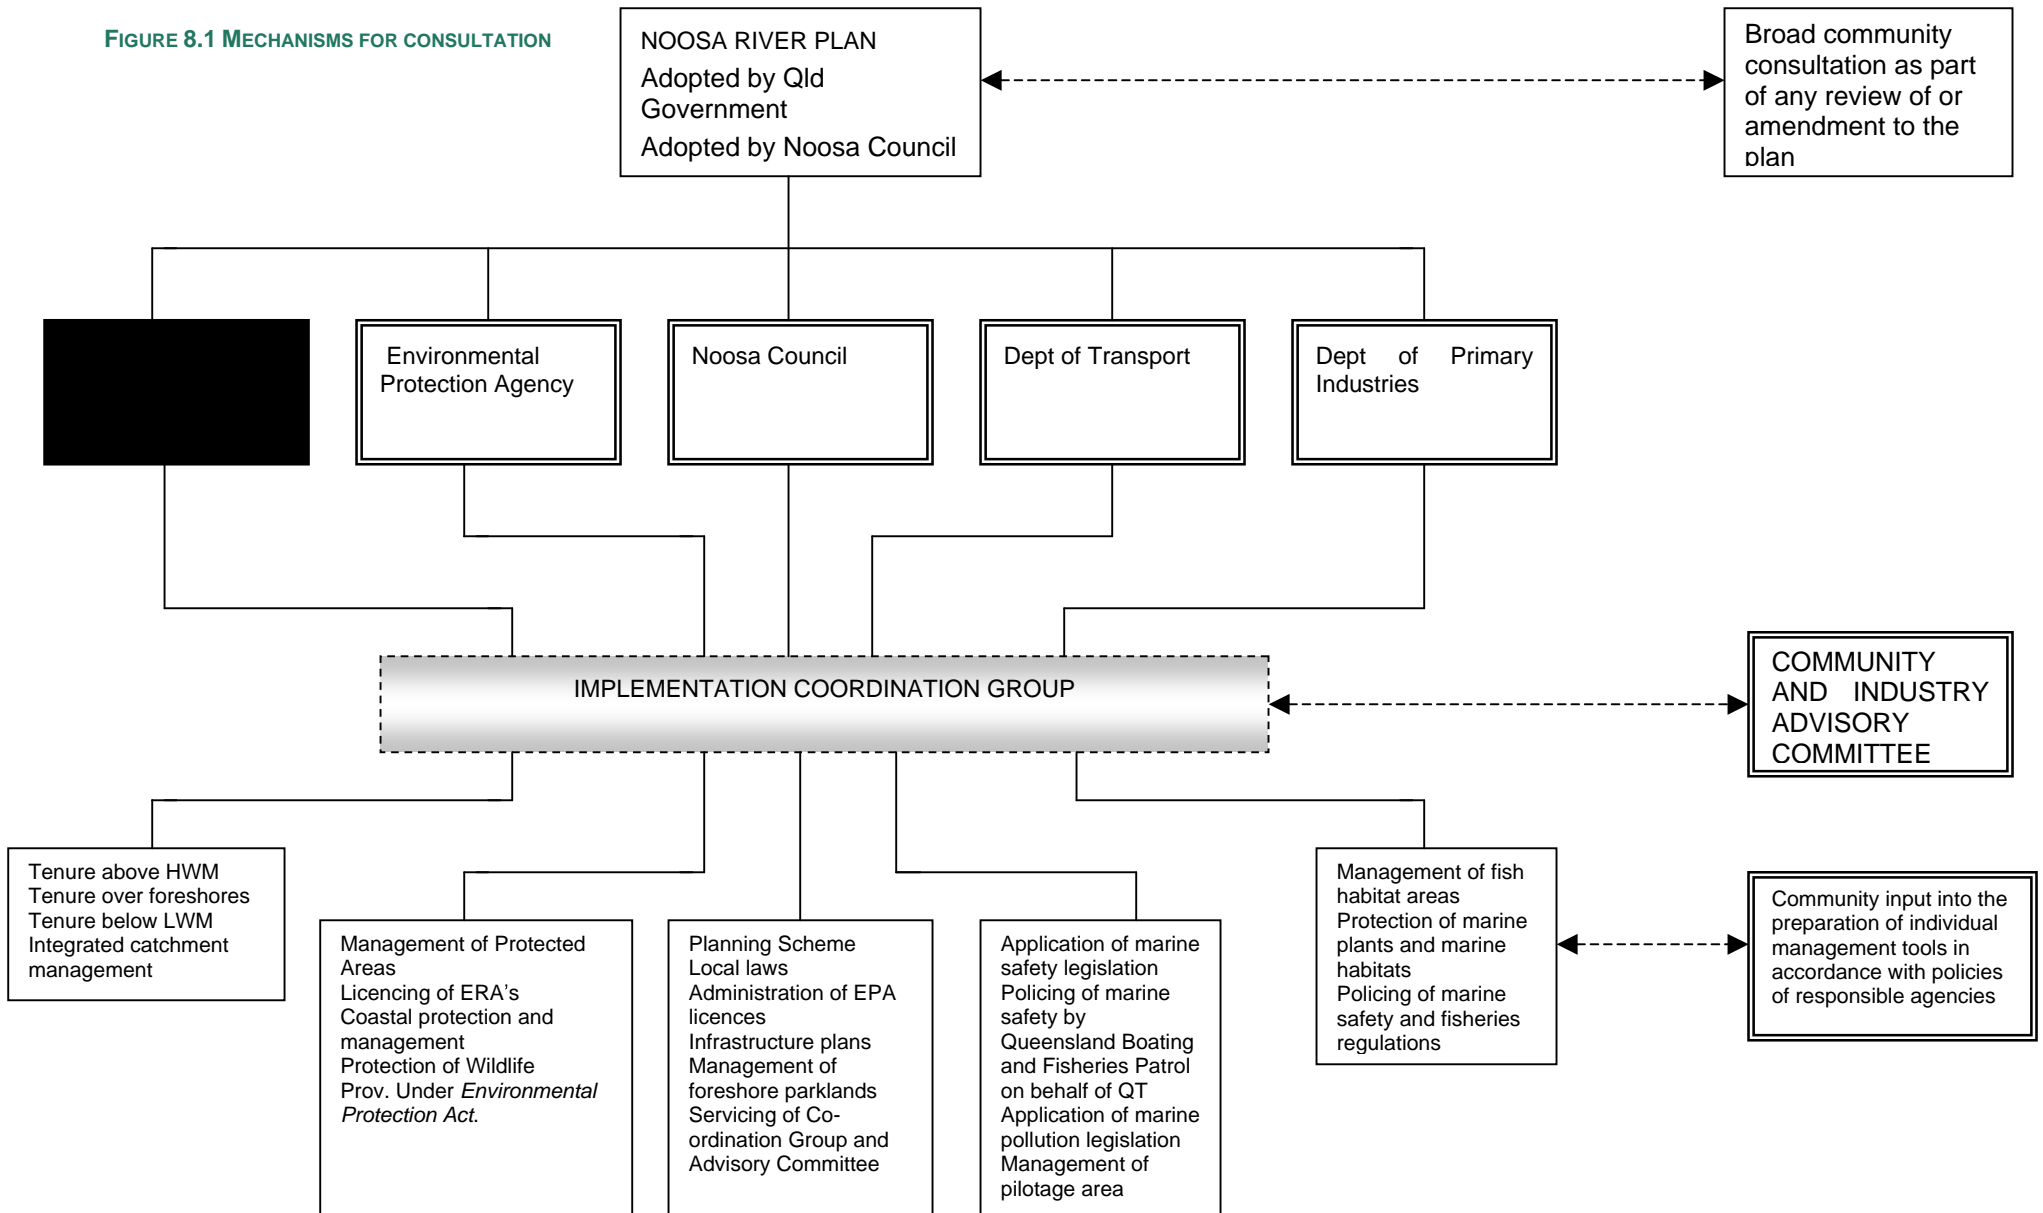 FIGURE 8.1 MECHANISMS FOR CONSULTATION
NOOSA RIVER PLAN
Adopted by Qld
Government
Adopted by Noosa Council
Broad community
consultation as part
of any review of or
amendment to the
plan
Environmental
Protection Agency
Noosa Council
Dept of Transport
Dept of Primary
Industries
IMPLEMENTATION COORDINATION GROUP
COMMUNITY
AND INDUSTRY
ADVISORY
COMMITTEE
Tenure above HWM
Tenure over foreshores
Tenure below LWM
Integrated catchment
management
Management of Protected
Areas
Licencing of ERA’s
Coastal protection and
management
Protection of Wildlife
Prov. Under Environmental
Protection Act.
Planning Scheme
Local laws
Administration of EPA
licences
Infrastructure plans
Management of
foreshore parklands
Servicing of Co-
ordination Group and
Advisory Committee
Application of marine
safety legislation
Policing of marine
safety by
Queensland Boating
and Fisheries Patrol
on behalf of QT
Application of marine
pollution legislation
Management of
pilotage area
Management of fish
habitat areas
Protection of marine
plants and marine
habitats
Policing of marine
safety and fisheries
regulations
Community input into the
preparation of individual
management tools in
accordance with policies
of responsible agencies